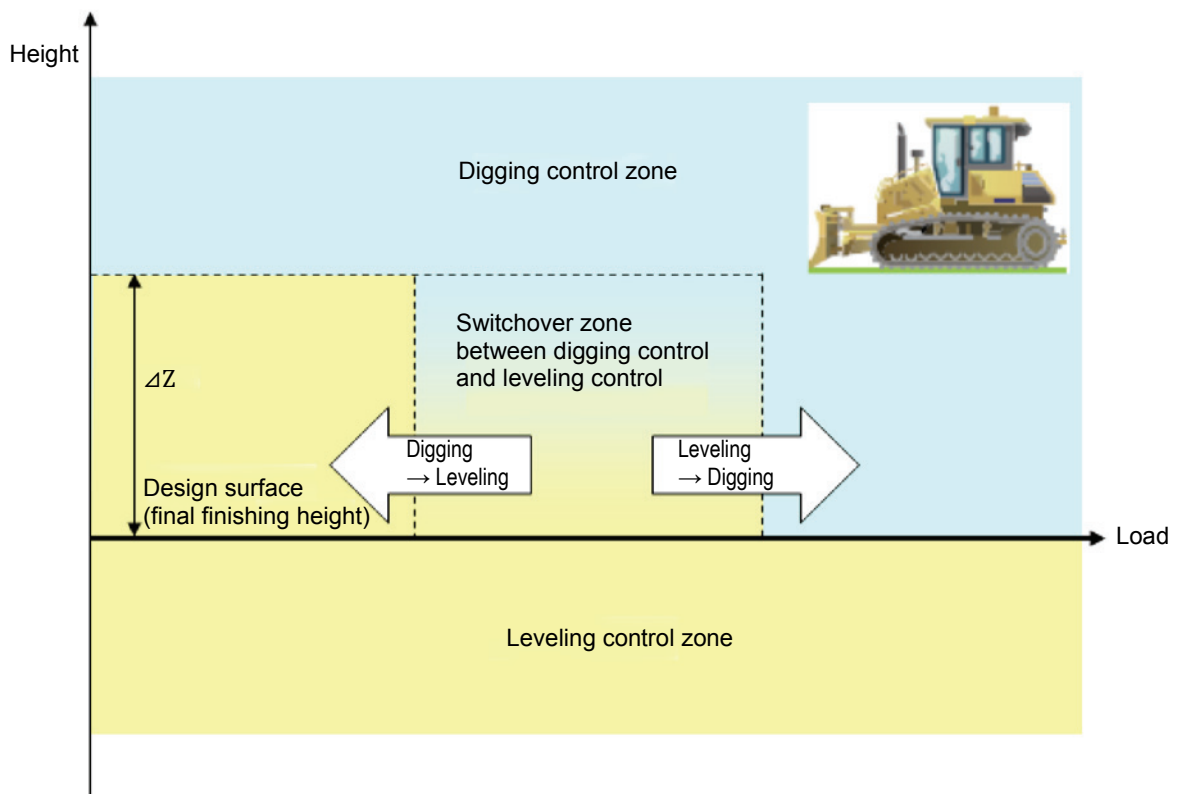 Height
Digging control zone
Switchover zone
between digging control
and leveling control
⊿Z
Digging
→ Leveling
Leveling
→ Digging
Design surface
(final finishing height)
Load
Leveling control zone